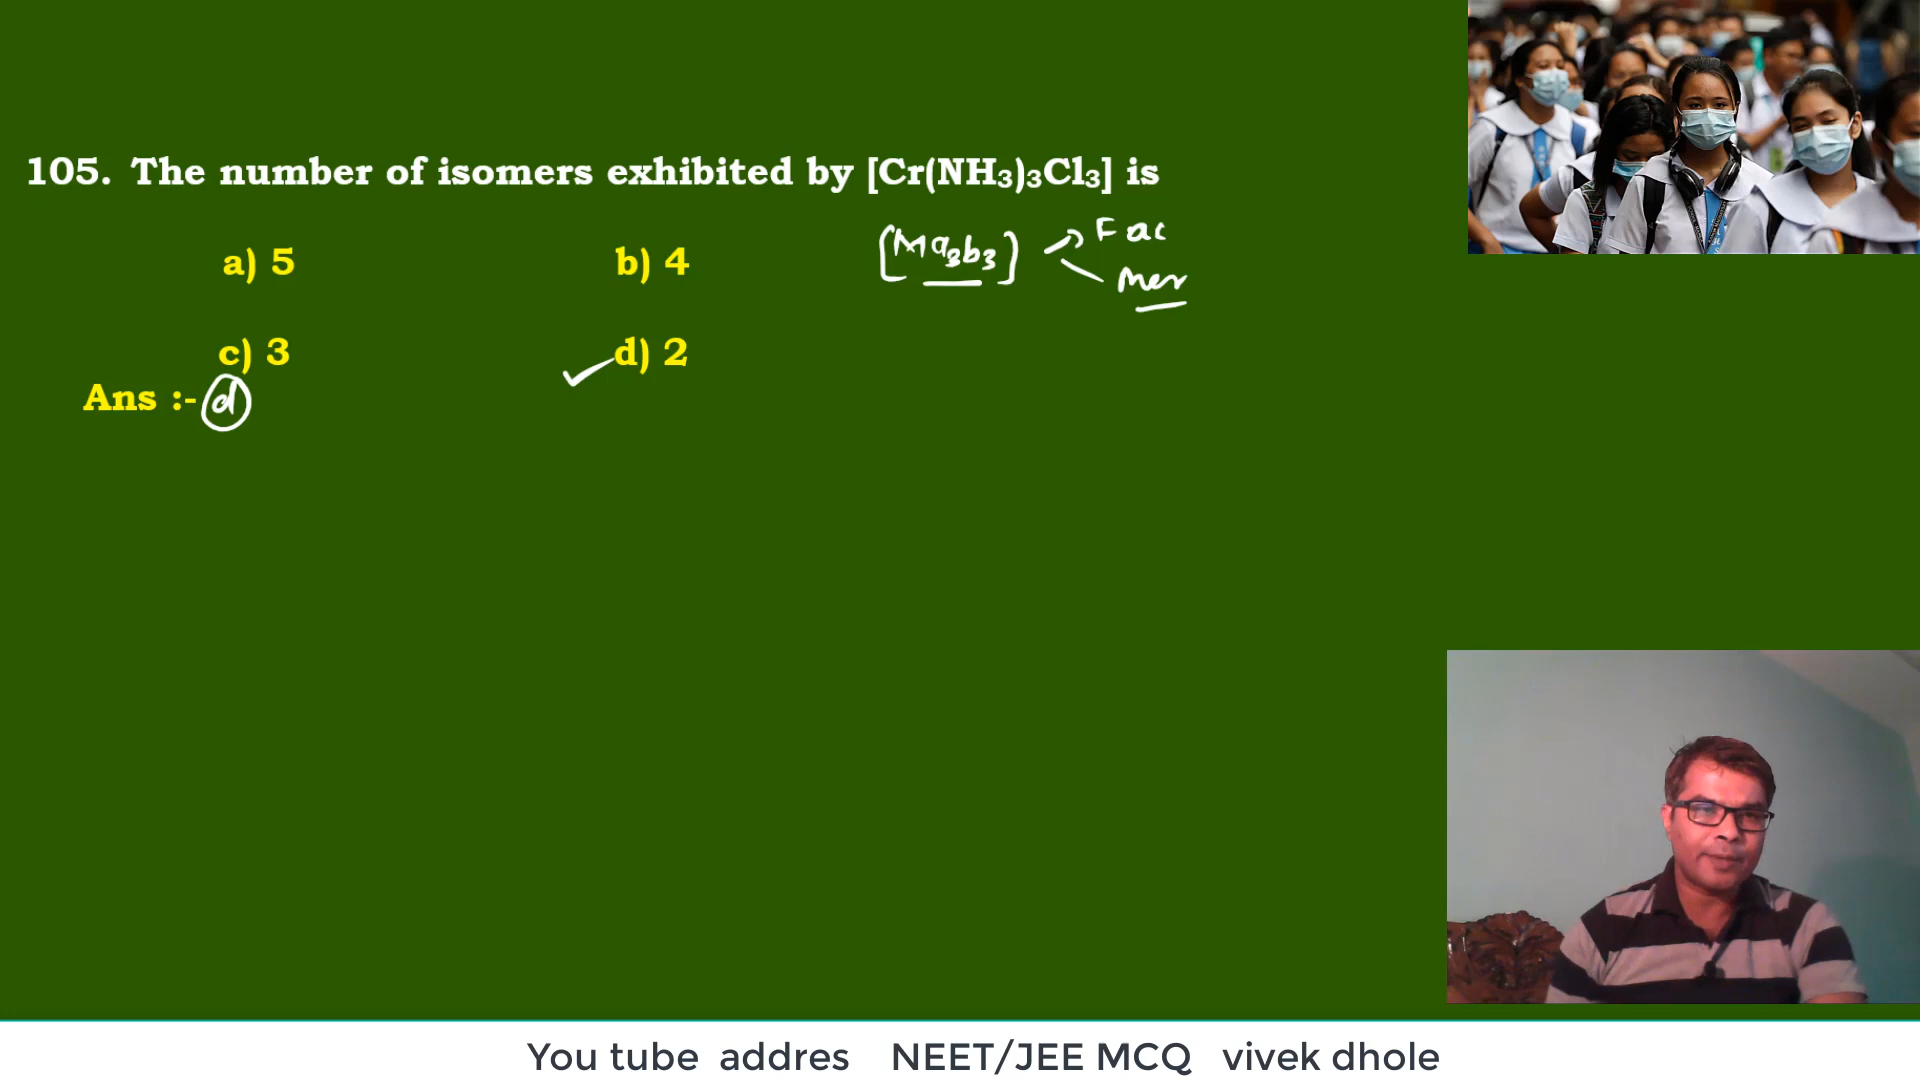 105. The number of isomers exhibited by [Cr(NH₃)₃Cl₃] is
[Ma₃b₃] Fac
mer
a) 5 b) 4
c) 3 d) 2
Ans :- d
You tube addres NEET/JEE MCQ vivek dhole